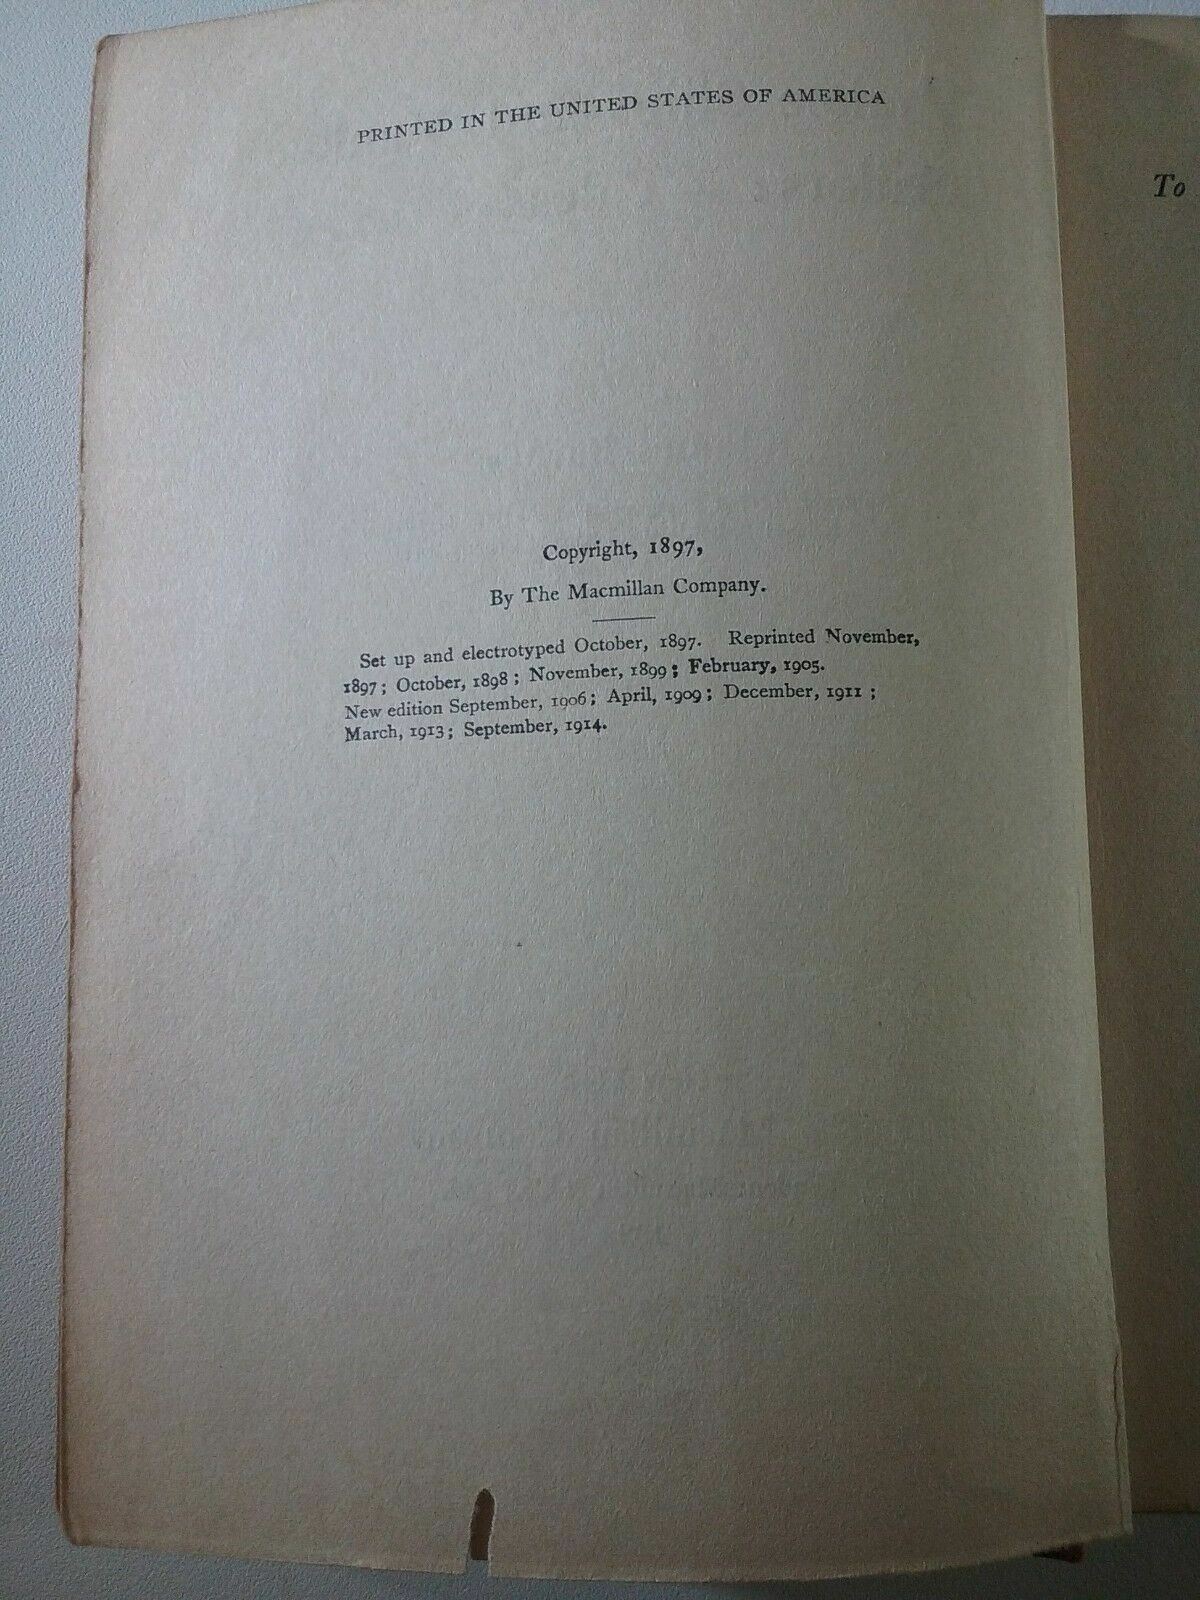 PRINTED IN THE UNITED STATES OF AMERICA
To
Copyright, 1897,
By The Macmillan Company.
Set up and electrotyped October, 1897. Reprinted November,
1897; October, 1898; November, 1899; February, 1905.
New edition September, 1906; April, 1909; December, 1911;
March, 1913; September, 1914.